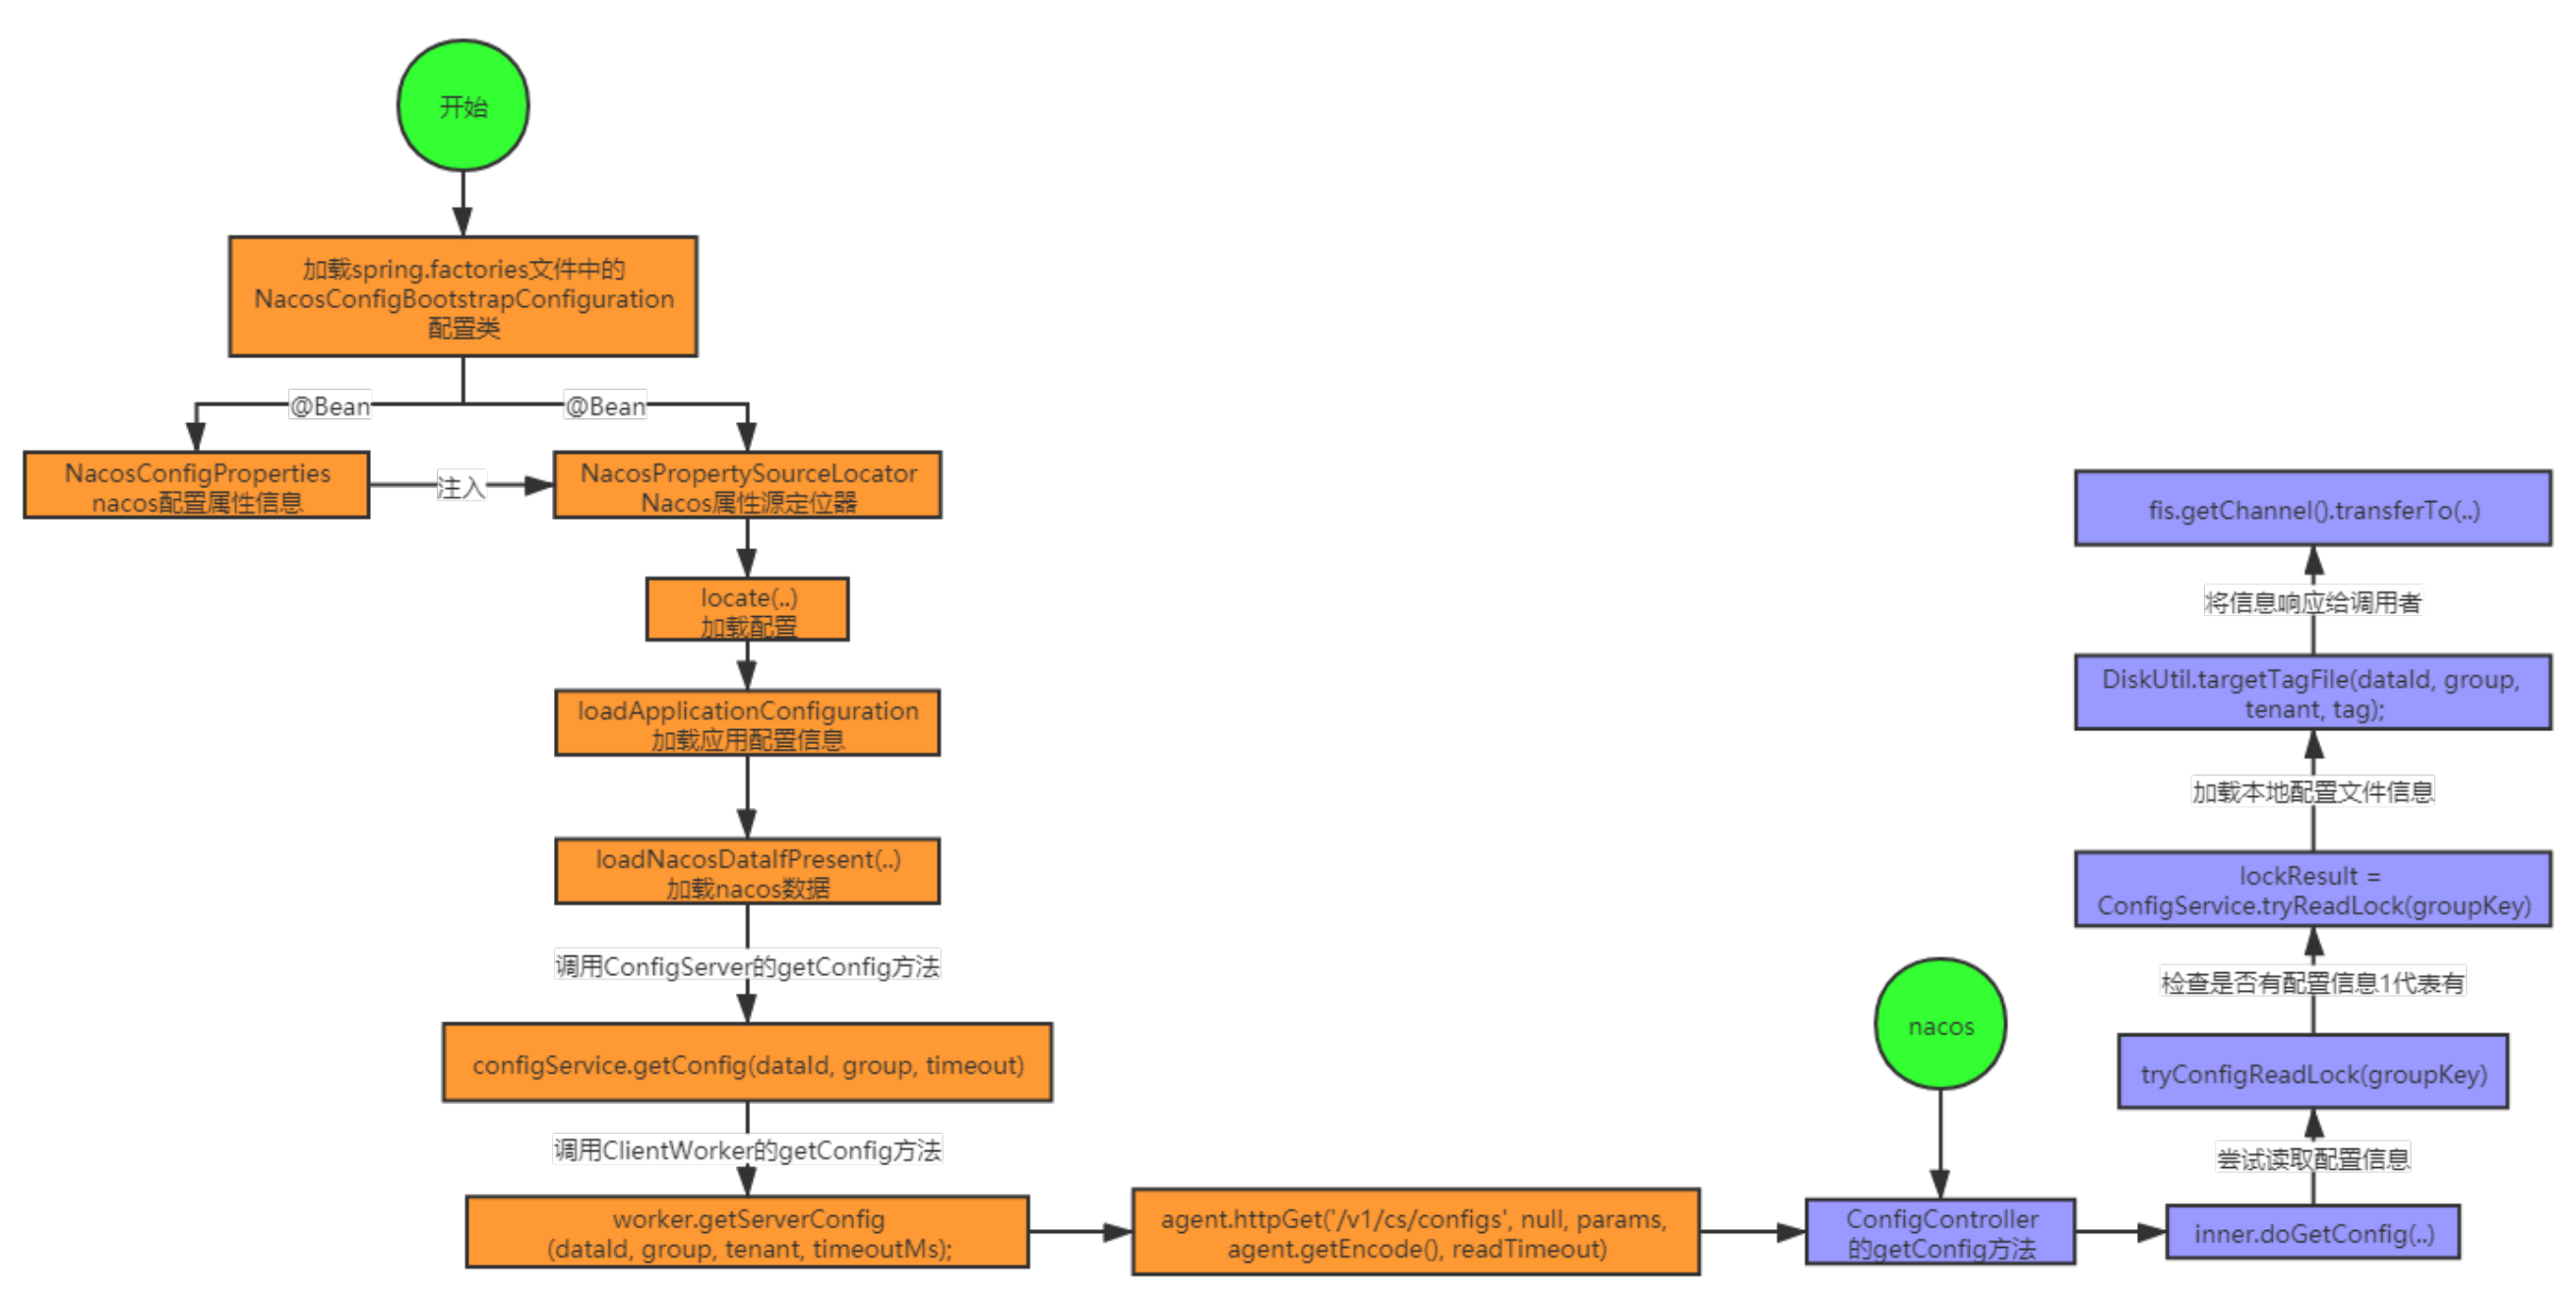 开始
加载spring.factories文件中的
NacosConfigBootstrapConfiguration
配置类
@Bean
@Bean
NacosConfigProperties
nacos配置属性信息
注入
NacosPropertySourceLocator
Nacos属性源定位器
locate(..)
加载配置
loadApplicationConfiguration
加载应用配置信息
loadNacosDataIfPresent(..)
加载nacos数据
调用ConfigServer的getConfig方法
configService.getConfig(dataId, group, timeout)
调用ClientWorker的getConfig方法
worker.getServerConfig
(dataId, group, tenant, timeoutMs);
agent.httpGet('/v1/cs/configs', null, params,
agent.getEncode(), readTimeout)
nacos
ConfigController
的getConfig方法
inner.doGetConfig(..)
尝试读取配置信息
tryConfigReadLock(groupKey)
检查是否有配置信息1代表有
lockResult =
ConfigService.tryReadLock(groupKey)
加载本地配置文件信息
DiskUtil.targetTagFile(dataId, group,
tenant, tag);
将信息响应给调用者
fis.getChannel().transferTo(..)